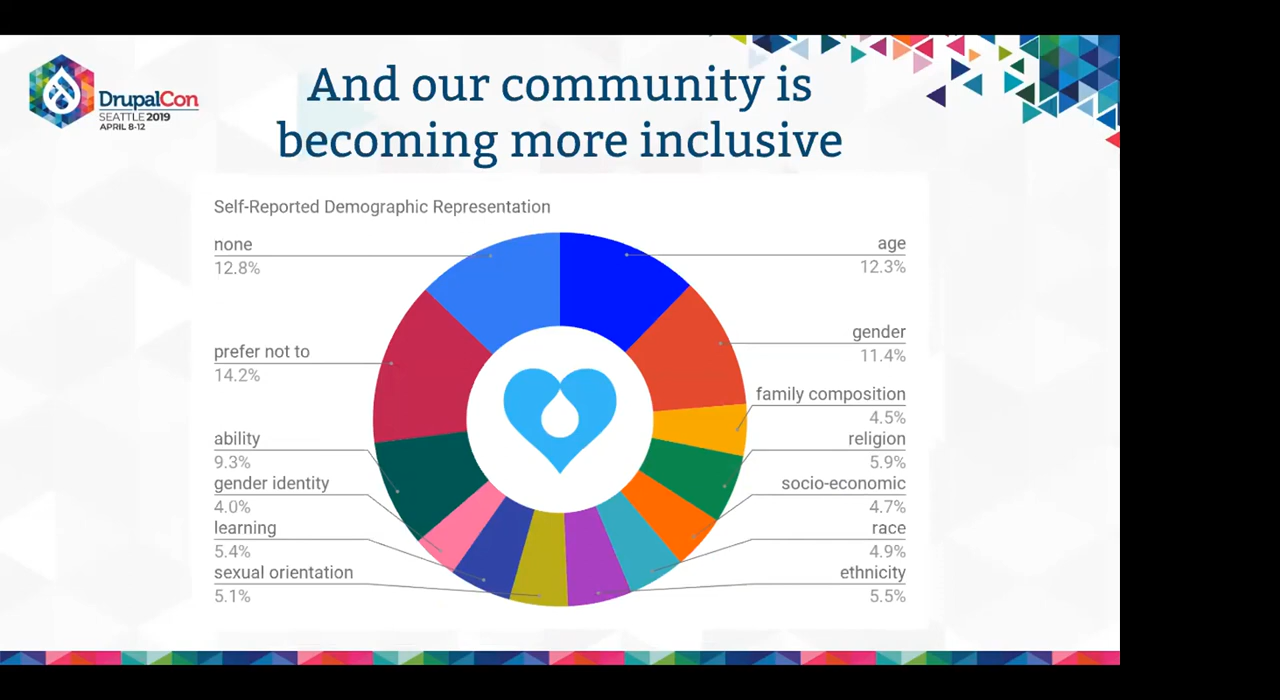 DrupalCon
SEATTLE 2019
APRIL 8-12
And our community is
becoming more inclusive
Self-Reported Demographic Representation
none
12.8%
prefer not to
14.2%
ability
9.3%
gender identity
4.0%
learning
5.4%
sexual orientation
5.1%
age
12.3%
gender
11.4%
family composition
4.5%
religion
5.9%
socio-economic
4.7%
race
4.9%
ethnicity
5.5%